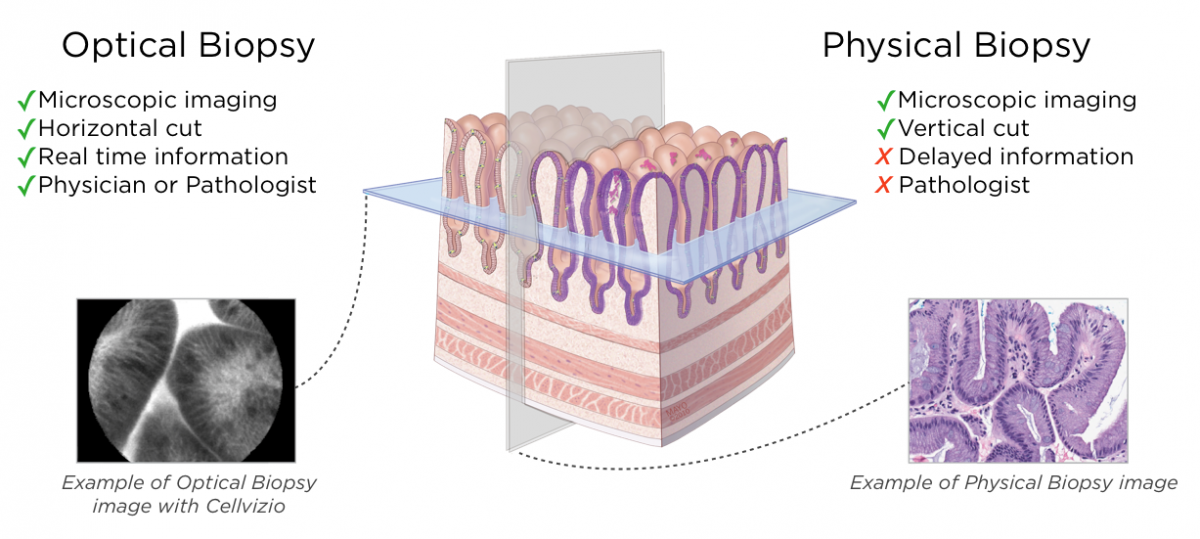 Optical Biopsy
✓Microscopic imaging
✓Horizontal cut
✓Real time information
✓Physician or Pathologist
Physical Biopsy
✓Microscopic imaging
✓Vertical cut
X Delayed information
X Pathologist
Example of Optical Biopsy
image with Cellvizio
Example of Physical Biopsy image